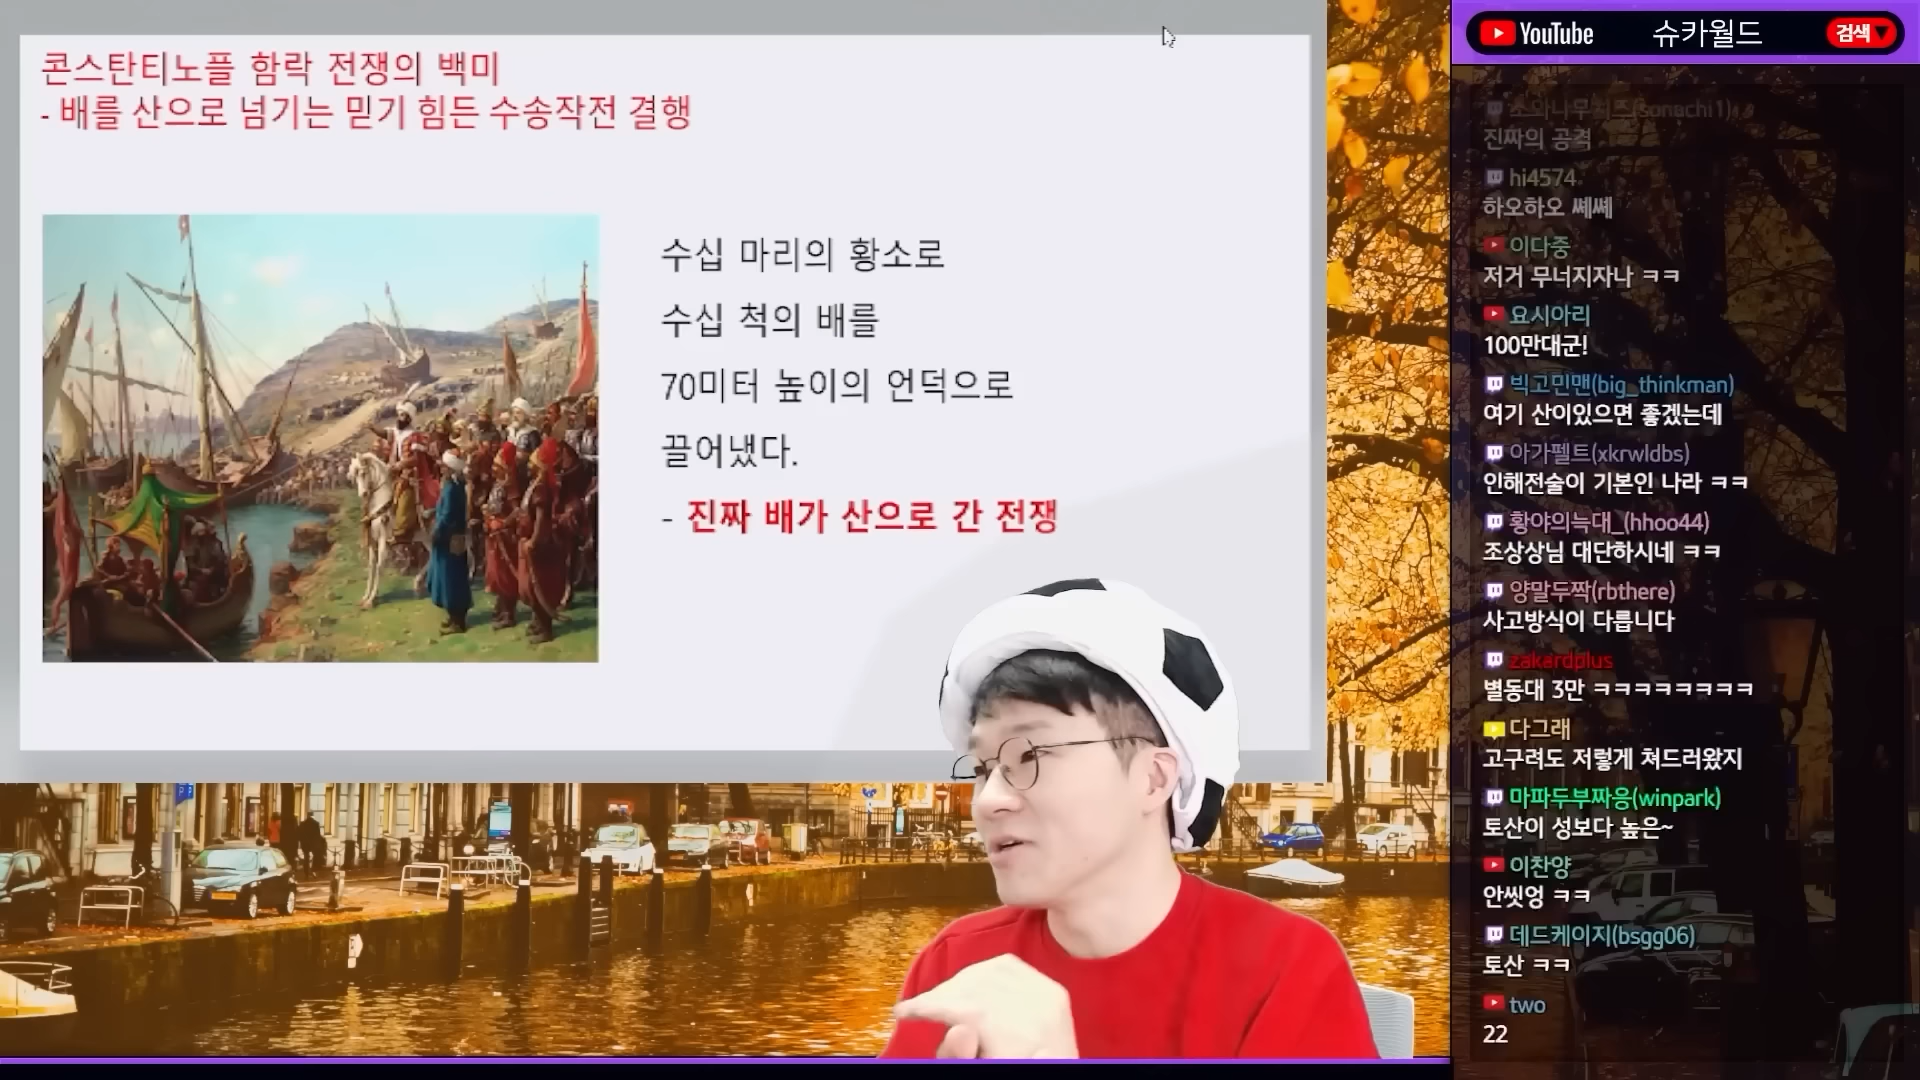 콘스탄티노플 함락 전쟁의 백미
- 배를 산으로 넘기는 믿기 힘든 수송작전 결행
수십 마리의 황소로
수십 척의 배를
70미터 높이의 언덕으로
끌어냈다.
- 진짜 배가 산으로 간 전쟁
YouTube 슈카월드 검색
소와나무치즈(sonachi1)
진짜의 공격
hi4574
하오하오 쎄쎄
이다중
저거 무너지자나 ㅋㅋ
요시아리
100만대군!
빅고민맨(big_thinkman)
여기 산이있으면 좋겠는데
아가펠트(xkrwldbs)
인해전술이 기본인 나라 ㅋㅋ
황야의늑대_(hhoo44)
조상상님 대단하시네 ㅋㅋ
양말두짝(rbthere)
사고방식이 다릅니다
zakardplus
별동대 3만 ㅋㅋㅋㅋㅋㅋㅋㅋ
다그래
고구려도 저렇게 쳐드러왔지
마파두부짜응(winpark)
토산이 성보다 높은~
이찬양
안씻엉 ㅋㅋ
데드케이지(bsgg06)
토산 ㅋㅋ
two
22